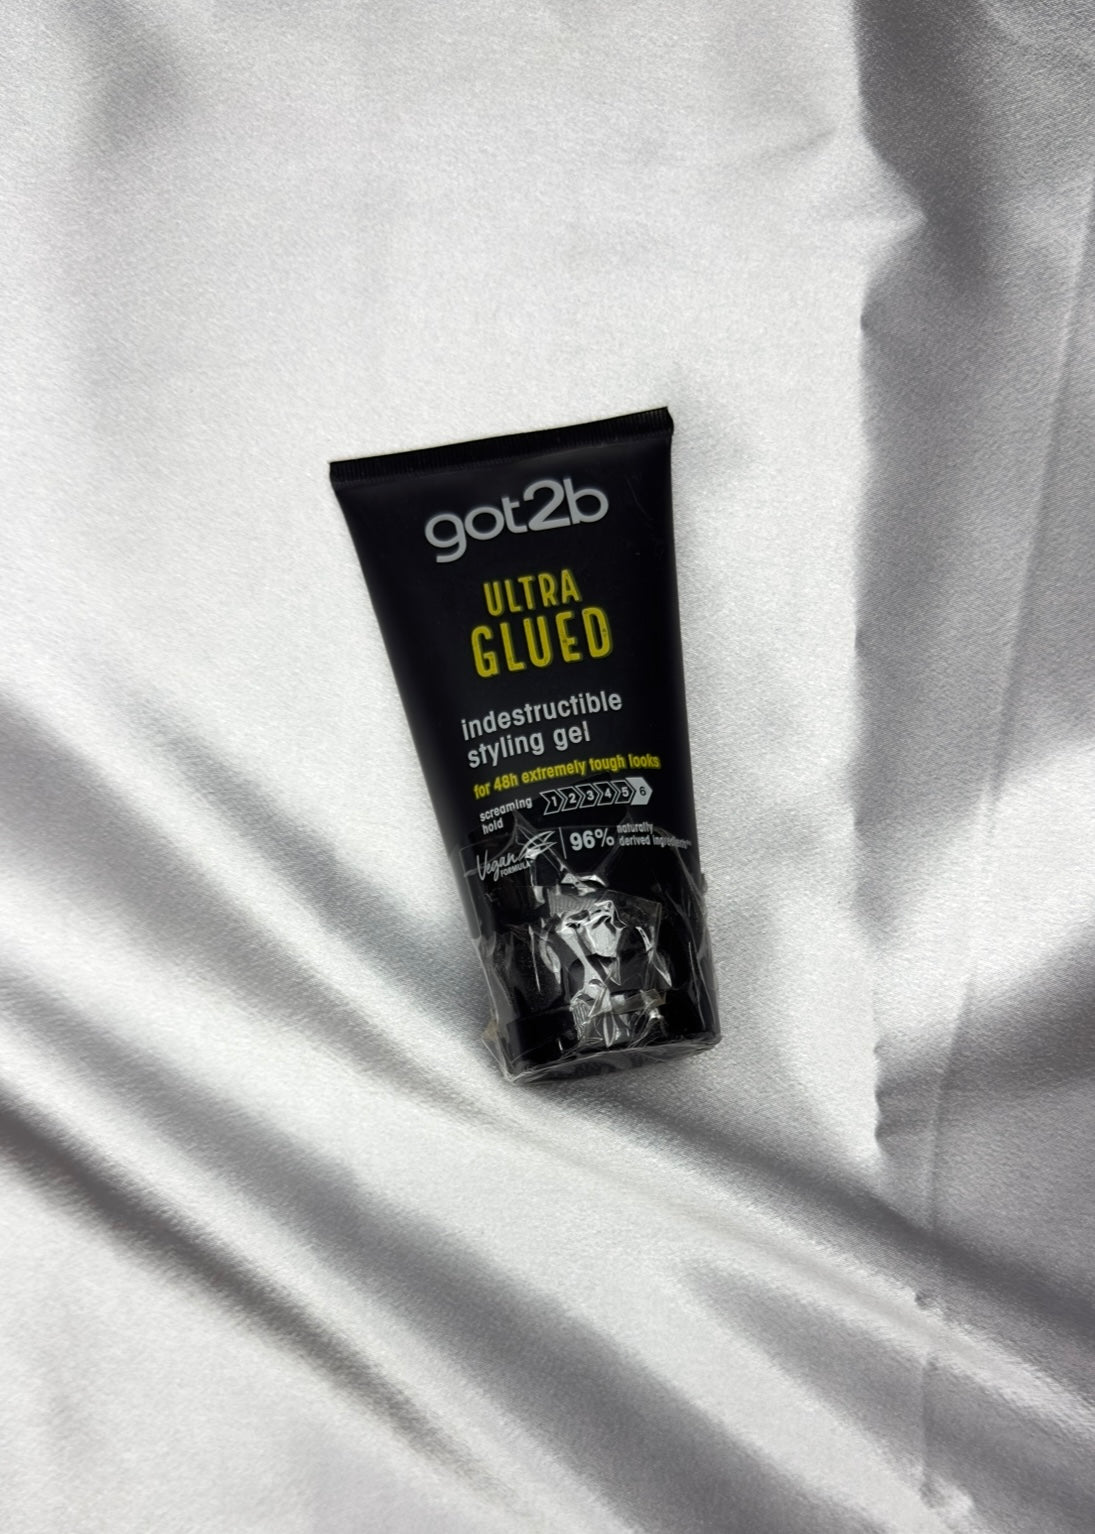 got2b
ULTRA
GLUED
indestructible
styling gel
for 48h extremely tough looks
screaming
hold
1 2 3 4 5 6
Vegan
FORMULA
96% naturally
derived ingredients